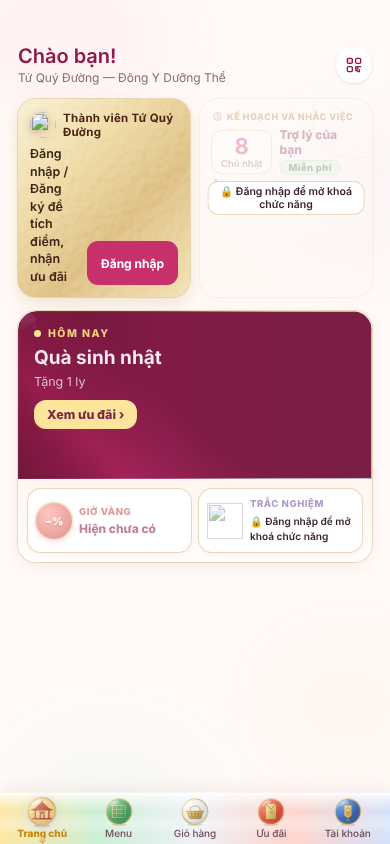 Chào bạn!
Tứ Quý Đường — Đông Y Dưỡng Thể
Thành viên Tứ Quý
Đường
Đăng
nhập /
Đăng
ký để
tích
điểm,
nhận
ưu đãi
Đăng nhập
KẾ HOẠCH VÀ NHẮC VIỆC
8
Chủ nhật
Trợ lý của
bạn
Miễn phí
🔒 Đăng nhập để mở khoá
chức năng
HÔM NAY
Quà sinh nhật
Tặng 1 ly
Xem ưu đãi ›
–%
GIỜ VÀNG
Hiện chưa có
TRẮC NGHIỆM
🔒 Đăng nhập để mở
khoá chức năng
Trang chủ
Menu
Giỏ hàng
Ưu đãi
Tài khoản